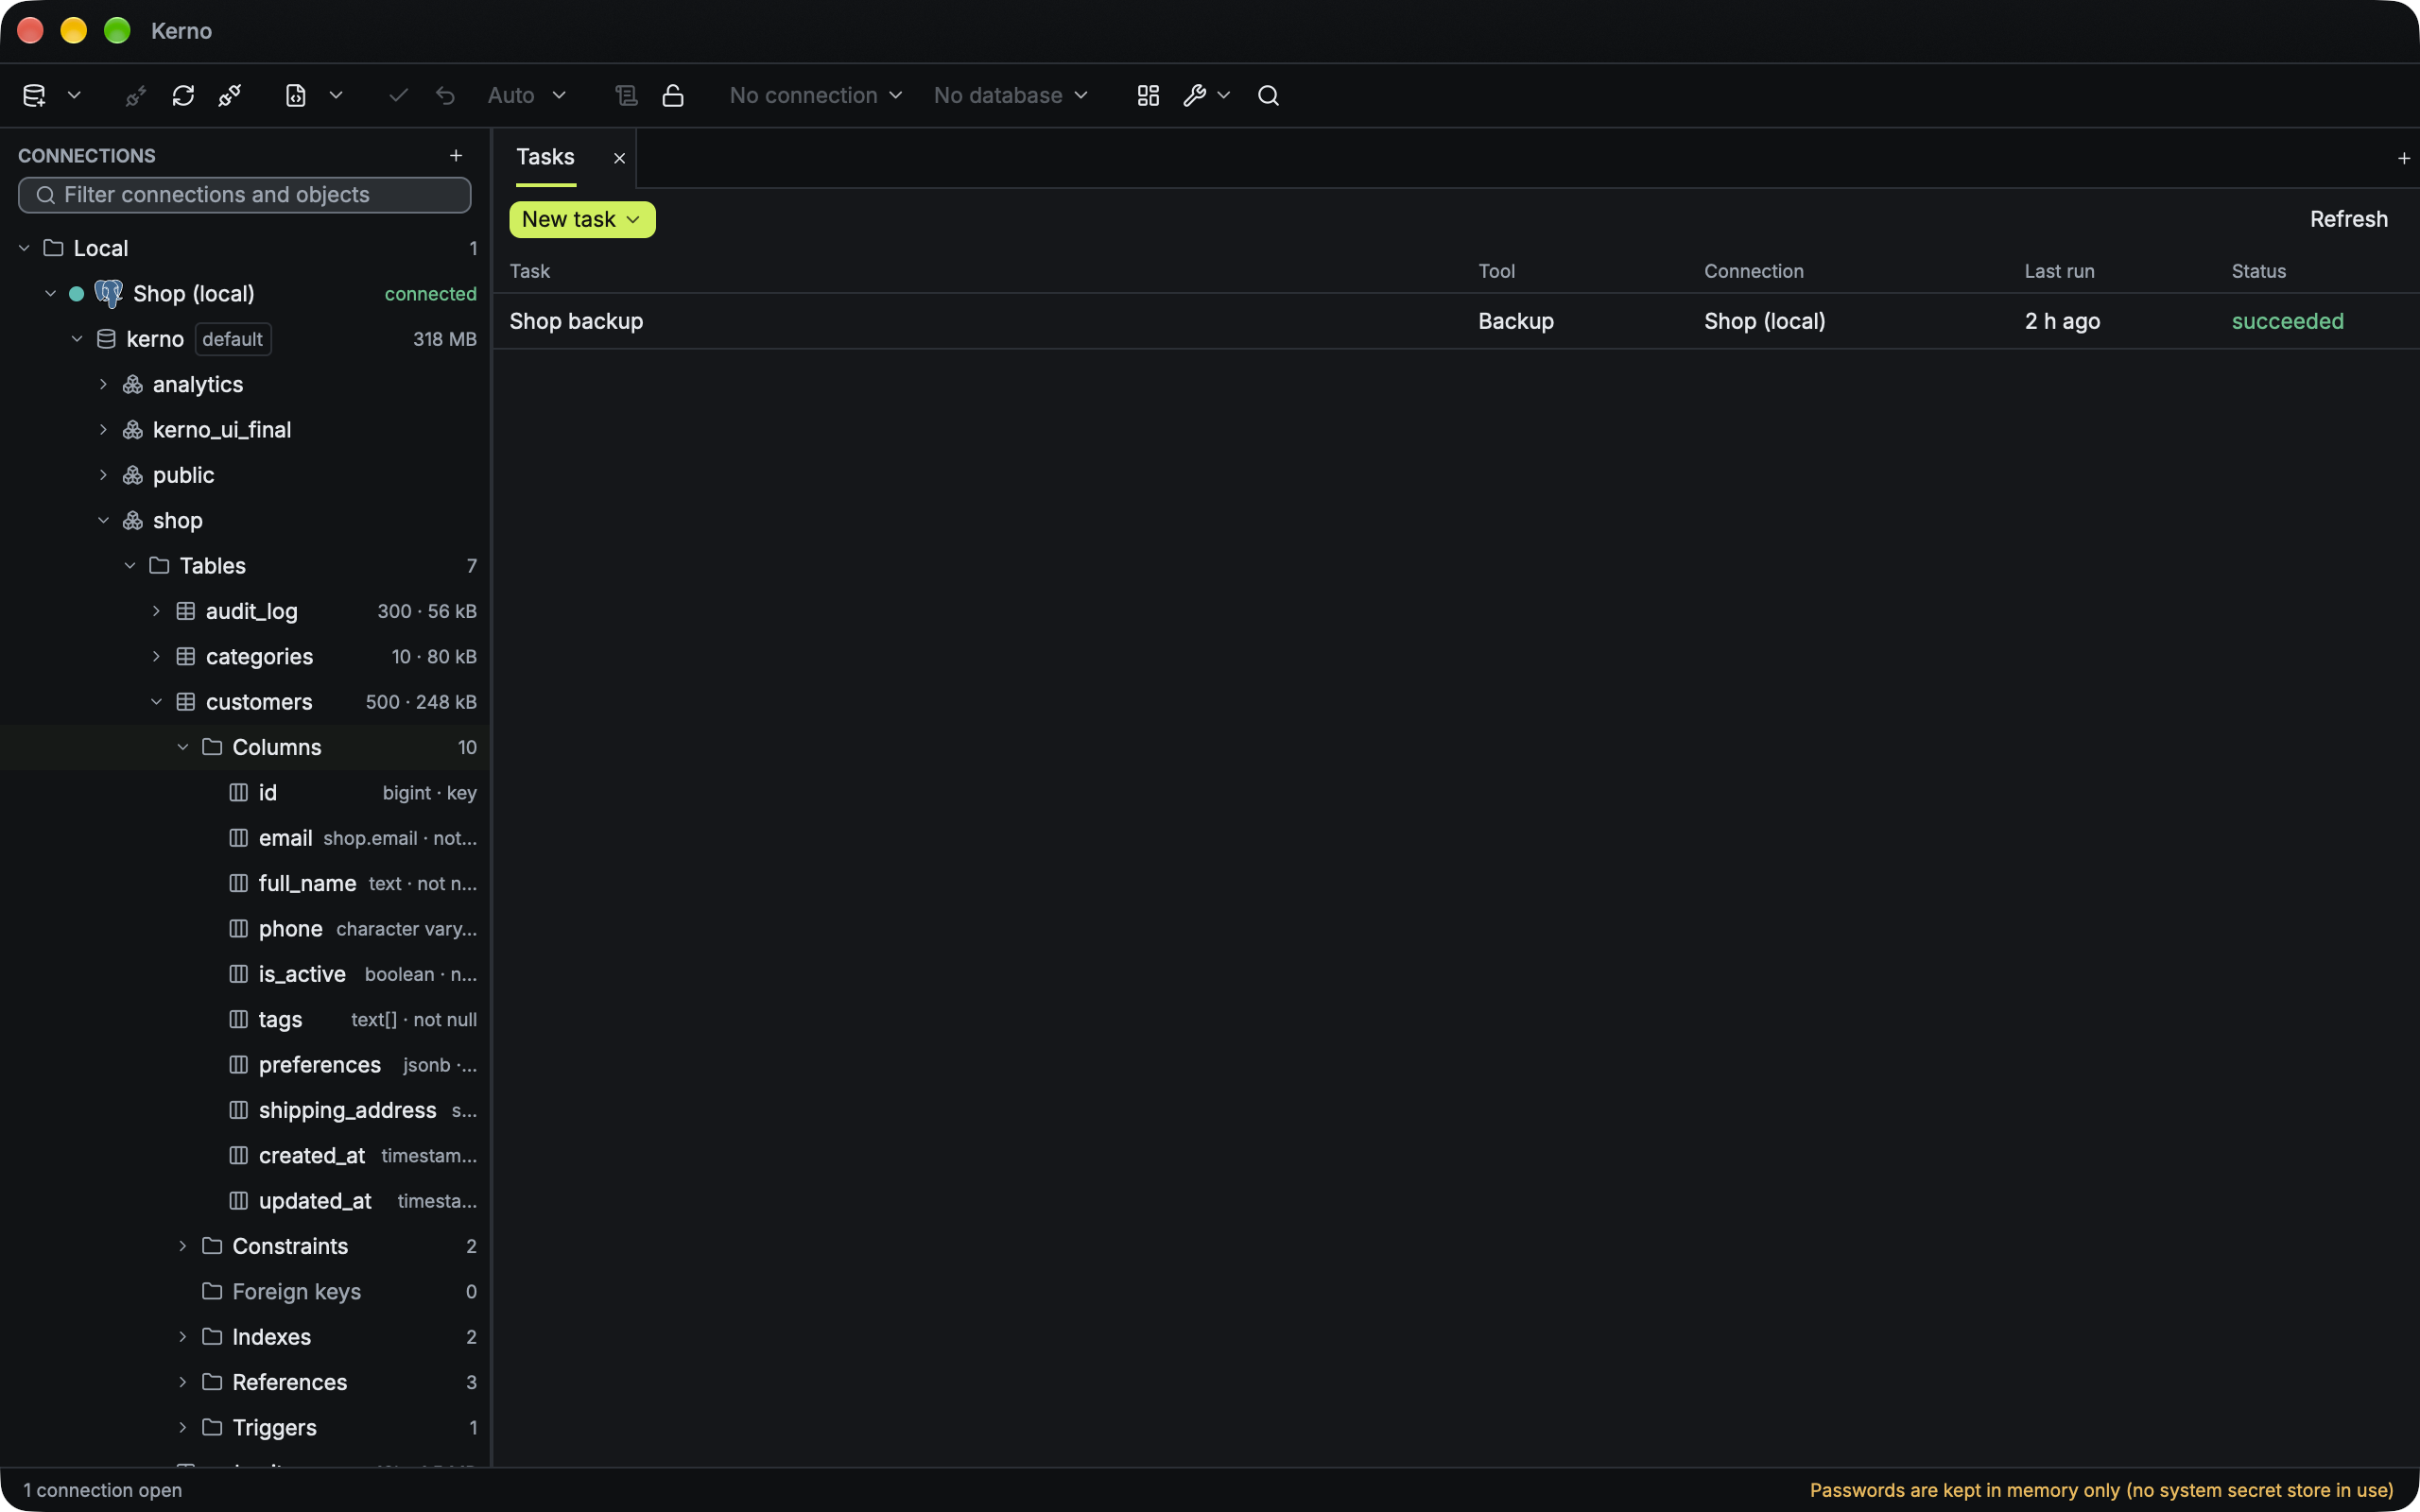 Kerno
Auto
No connection
No database
CONNECTIONS
Filter connections and objects
Local 1
Shop (local) connected
kerno default 318 MB
analytics
kerno_ui_final
public
shop
Tables 7
audit_log 300 · 56 kB
categories 10 · 80 kB
customers 500 · 248 kB
Columns 10
id bigint · key
email shop.email · not...
full_name text · not n...
phone character vary...
is_active boolean · n...
tags text[] · not null
preferences jsonb ·...
shipping_address s...
created_at timestam...
updated_at timesta...
Constraints 2
Foreign keys 0
Indexes 2
References 3
Triggers 1
Tasks
New task
Refresh
Task Tool Connection Last run Status
Shop backup Backup Shop (local) 2 h ago succeeded
1 connection open
Passwords are kept in memory only (no system secret store in use)